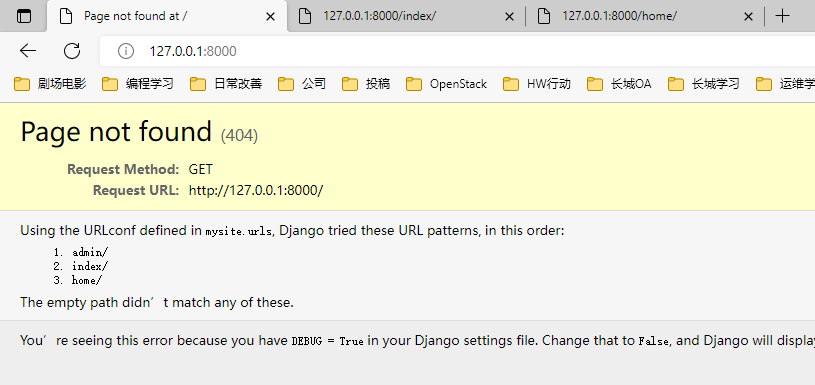 Page not found at /
127.0.0.1:8000/index/
127.0.0.1:8000/home/
127.0.0.1:8000
剧场电影 编程学习 日常改善 公司 投稿 OpenStack HW行动 长城OA 长城学习 运维学
Page not found (404)
Request Method: GET
Request URL: http://127.0.0.1:8000/
Using the URLconf defined in mysite.urls, Django tried these URL patterns, in this order:
1. admin/
2. index/
3. home/
The empty path didn’t match any of these.
You’re seeing this error because you have DEBUG = True in your Django settings file. Change that to False, and Django will display